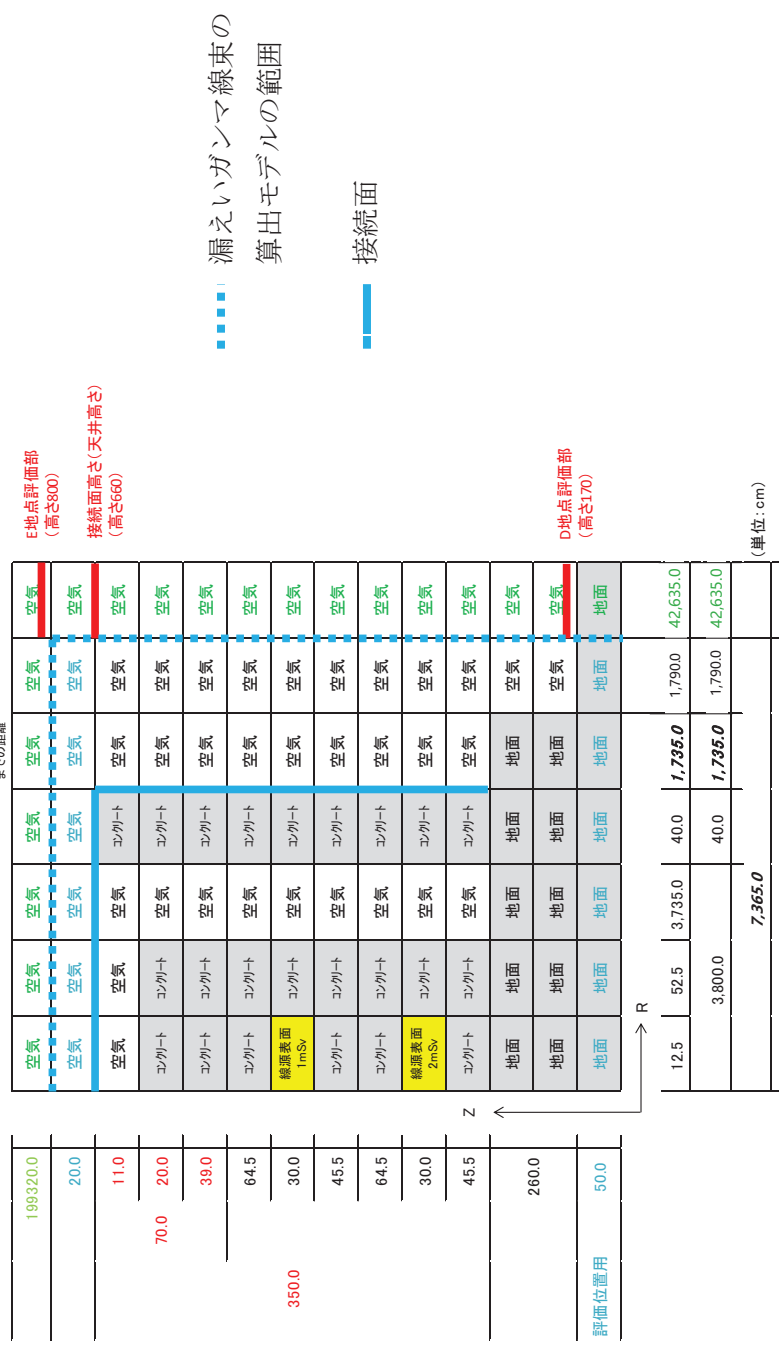 までの距離
199320.0 空気 空気 空気 空気 空気 空気 空気
E地点評価部
(高さ800)
20.0 空気 空気 空気 空気 空気 空気 空気
接続面高さ(天井高さ)
(高さ660)
11.0 空気 空気 空気 コンクリート 空気 空気 空気
70.0 20.0 コンクリート コンクリート 空気 コンクリート 空気 空気 空気
39.0 コンクリート コンクリート 空気 コンクリート 空気 空気 空気
64.5 コンクリート コンクリート 空気 コンクリート 空気 空気 空気
350.0 30.0 線源表面 1mSv コンクリート 空気 コンクリート 空気 空気 空気
45.5 コンクリート コンクリート 空気 コンクリート 空気 空気 空気
64.5 コンクリート コンクリート 空気 コンクリート 空気 空気 空気
30.0 線源表面 2mSv コンクリート 空気 コンクリート 空気 空気 空気
45.5 コンクリート コンクリート 空気 コンクリート 空気 空気 空気
260.0 地面 地面 地面 地面 地面 空気 空気
地面 地面 地面 地面 地面 空気 空気
D地点評価部
(高さ170)
評価位置用 50.0 地面 地面 地面 地面 地面 地面 地面
Z
R
12.5 52.5 3,735.0 40.0 1,735.0 1,790.0 42,635.0
3,800.0 40.0 1,735.0 1,790.0 42,635.0
7,365.0
(単位:cm)
漏えいガンマ線束の
算出モデルの範囲
接続面